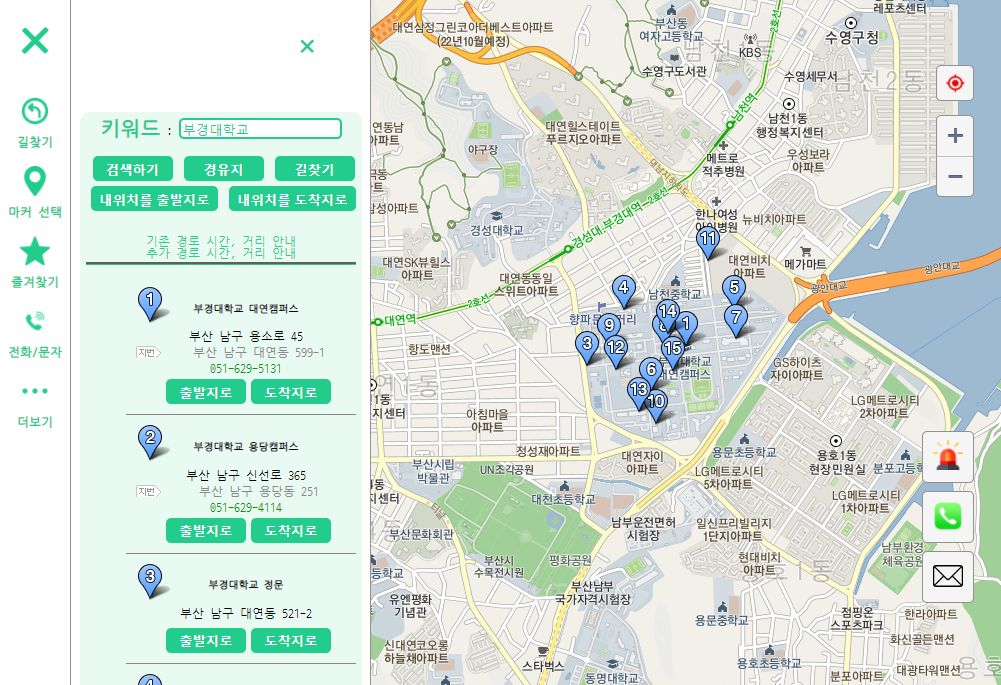 길찾기
마커 선택
즐겨찾기
전화/문자
더보기
키워드 : 부경대학교
검색하기 경유지 길찾기
내위치를 출발지로 내위치를 도착지로
기존 경로 시간, 거리 안내
추가 경로 시간, 거리 안내
1 부경대학교 대연캠퍼스
부산 남구 용소로 45
지번 부산 남구 대연동 599-1
051-629-5131
출발지로 도착지로
2 부경대학교 용당캠퍼스
부산 남구 신선로 365
지번 부산 남구 용당동 251
051-629-4114
출발지로 도착지로
3 부경대학교 정문
부산 남구 대연동 521-2
출발지로 도착지로
4
대연삼정그린코아더베스트아파트
(22년10월예정)
부산동
여자고등학교
KBS
레포츠센터
수영구청
수영구도서관
수영세무서
남천2동
남천1동
행정복지센터
우성보라
아파트
남천역
2호선
대연힐스테이트
푸르지오아파트
야구장
메트로
적추병원
한나여성
아이병원
뉴비치아파트
메가마트
대연비치
아파트
광안대교
광안대교
경성대학교
경성대.부경대역
2호선
대연SK뷰힐스
아파트
대연동동일
스위트아파트
2호선
대연역
남천중학교
향도맨션
11
4
5
7
14
8
1
9
3
12
15
6
13
10
대연캠퍼스
GS하이츠
자이아파트
LG메트로시티
2차아파트
아침마을
아파트
정성재아파트
부산시립
박물관
UN조각공원
대연자이
아파트
용문초등학교
용호1동
현장민원실
분포고등학교
LG메트로시티
5차아파트
LG메트로시티
1차아파트
대천초등학교
남부운전면허
시험장
일신프리빌리지
1단지아파트
부산문화회관
부산시
수목전시원
평화공원
현대비치
아파트
남부환경
체육공원
유엔평화
기념관
부산남부
국가자격시험장
용문중학교
점핑온
스포츠파크
한라아파트
화신골든맨션
신대연코오롱
하늘채아파트
스타벅스
동명대학교
용호초등학교
대광타워맨션
분포아파트